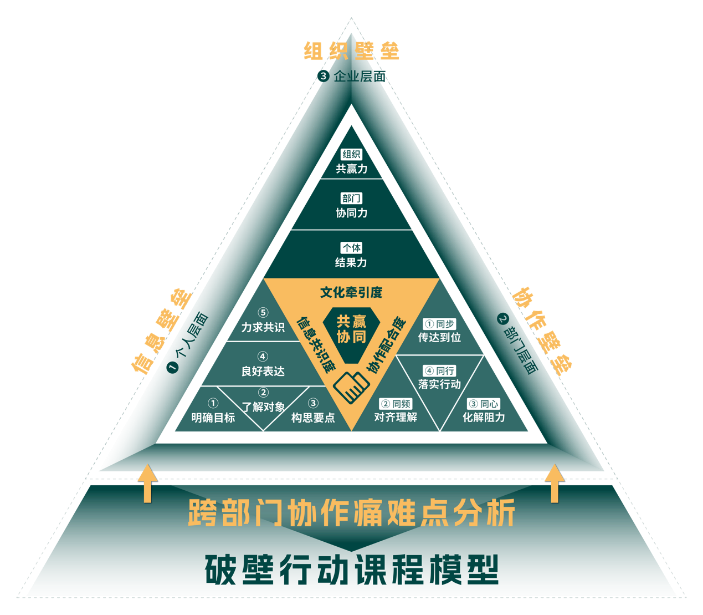 组织壁垒
❸ 企业层面
组织
共赢力
部门
协同力
个体
结果力
文化牵引度
信息共识度
协作配合度
共赢
协同
信息壁垒
❶ 个人层面
协作壁垒
❷ 部门层面
⑤
力求共识
④
良好表达
①
明确目标
②
了解对象
③
构思要点
① 同步
传达到位
④ 同行
落实行动
② 同频
对齐理解
③ 同心
化解阻力
跨部门协作痛难点分析
破壁行动课程模型